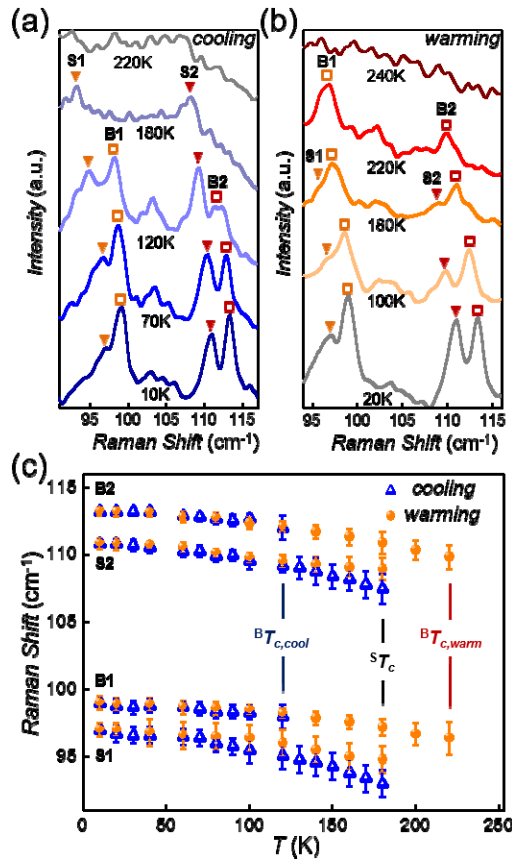 (a)
cooling
S1
220K
S2
B1
180K
B2
120K
70K
10K
Intensity (a.u.)
95 100 105 110 115
Raman Shift (cm⁻¹)
(b)
warming
B1
240K
B2
S1
220K
S2
180K
100K
20K
Intensity (a.u.)
95 100 105 110 115
Raman Shift (cm⁻¹)
(c)
115
110
105
100
95
Raman Shift (cm⁻¹)
B2
S2
B1
S1
cooling
warming
ᴮT_c,cool
ˢT_c
ᴮT_c,warm
0 50 100 150 200 250
T (K)